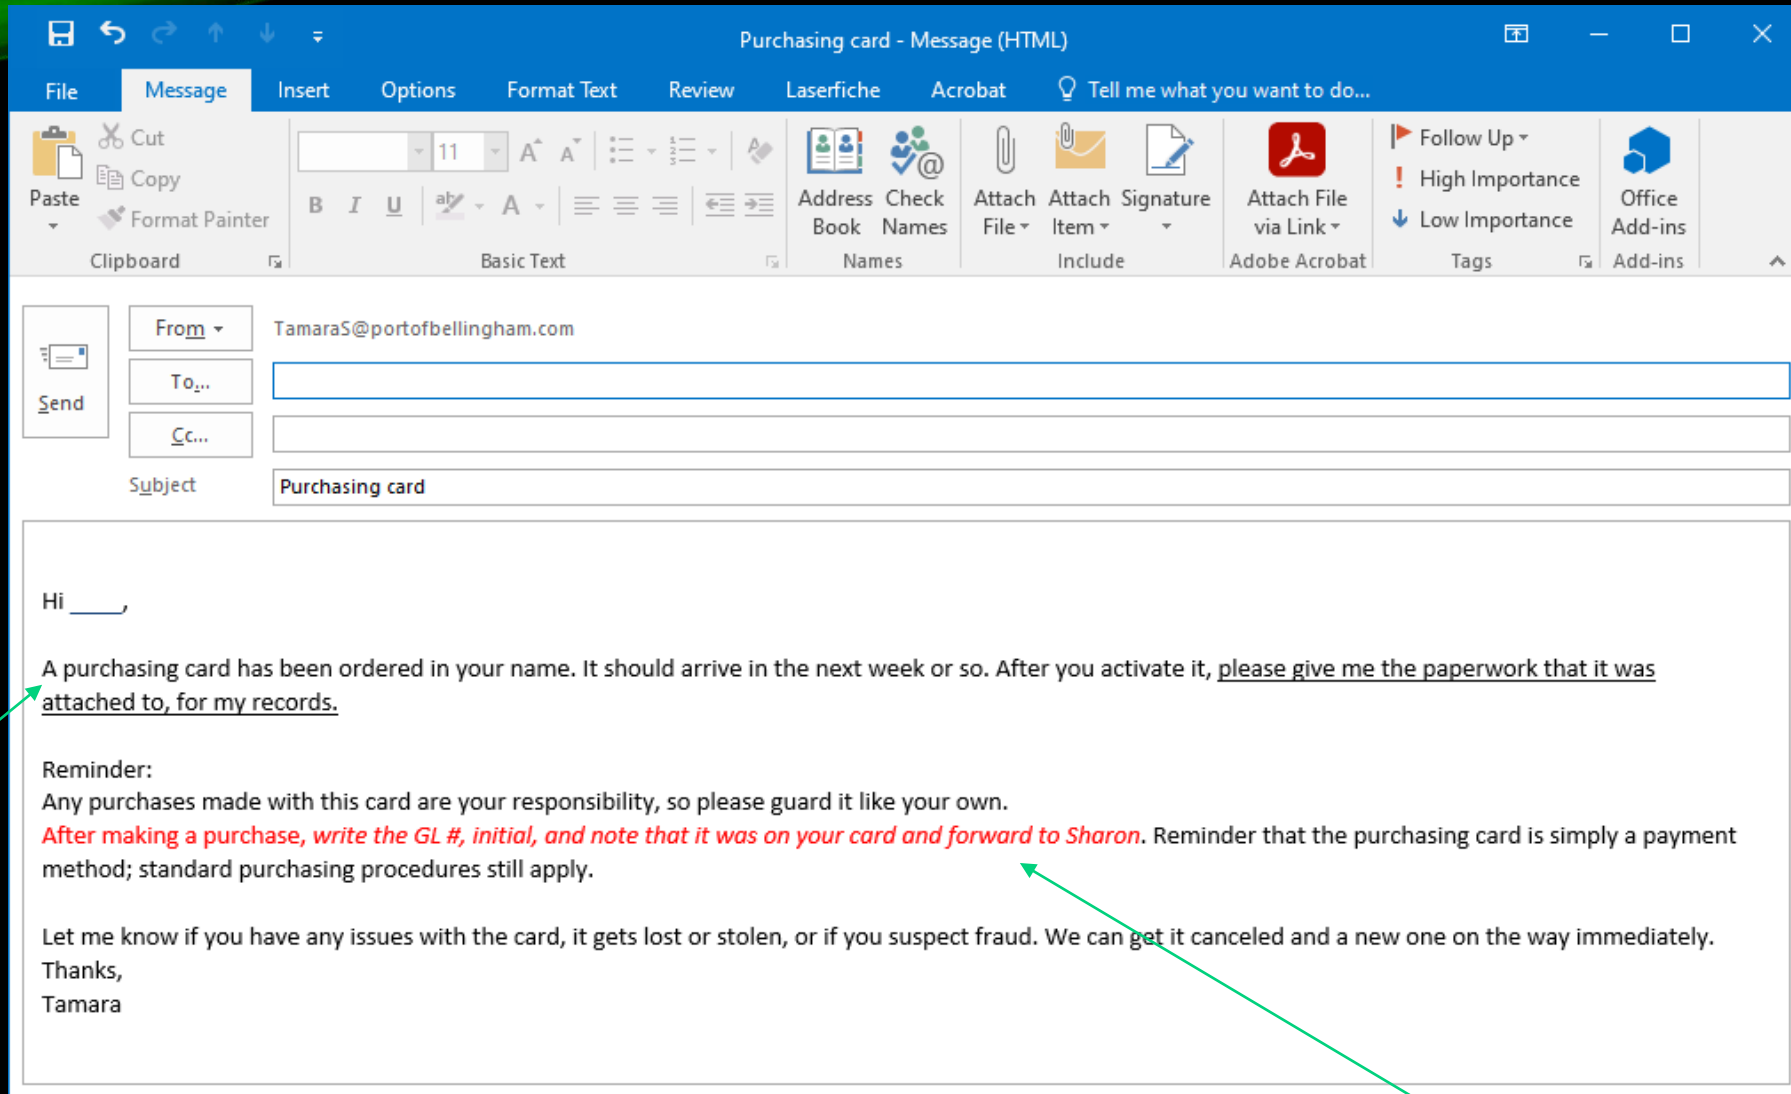 Purchasing card - Message (HTML)
File Message Insert Options Format Text Review Laserfiche Acrobat Tell me what you want to do...
Paste
Cut
Copy
Format Painter
Clipboard
11
B I U aby A
Basic Text
Address Book
Check Names
Names
Attach File
Attach Item
Signature
Include
Attach File via Link
Adobe Acrobat
Follow Up
High Importance
Low Importance
Tags
Office Add-ins
Add-ins
Send
From TamaraS@portofbellingham.com
To...
Cc...
Subject Purchasing card
Hi _____,
A purchasing card has been ordered in your name. It should arrive in the next week or so. After you activate it, please give me the paperwork that it was
attached to, for my records.
Reminder:
Any purchases made with this card are your responsibility, so please guard it like your own.
After making a purchase, write the GL #, initial, and note that it was on your card and forward to Sharon. Reminder that the purchasing card is simply a payment
method; standard purchasing procedures still apply.
Let me know if you have any issues with the card, it gets lost or stolen, or if you suspect fraud. We can get it canceled and a new one on the way immediately.
Thanks,
Tamara